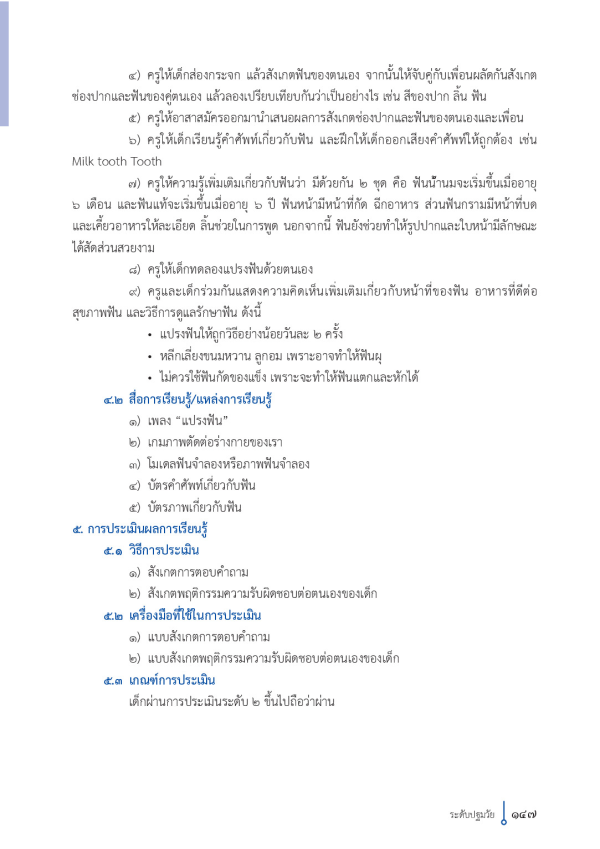 ๔) ครูให้เด็กส่องกระจก แล้วสังเกตฟันของตนเอง จากนั้นให้จับคู่กับเพื่อนผลัดกันสังเกต
ช่องปากและฟันของคู่ตนเอง แล้วลองเปรียบเทียบกันว่าเป็นอย่างไร เช่น สีของปาก ลิ้น ฟัน
๕) ครูให้อาสาสมัครออกมานำเสนอผลการสังเกตช่องปากและฟันของตนเองและเพื่อน
๖) ครูให้เด็กเรียนรู้คำศัพท์เกี่ยวกับฟัน และฝึกให้เด็กออกเสียงคำศัพท์ให้ถูกต้อง เช่น
Milk tooth Tooth
๗) ครูให้ความรู้เพิ่มเติมเกี่ยวกับฟันว่า มีด้วยกัน ๒ ชุด คือ ฟันน้ำนมจะเริ่มขึ้นเมื่ออายุ
๖ เดือน และฟันแท้จะเริ่มขึ้นเมื่ออายุ ๖ ปี ฟันหน้ามีหน้าที่กัด ฉีกอาหาร ส่วนฟันกรามมีหน้าที่บด
และเคี้ยวอาหารให้ละเอียด ลิ้นช่วยในการพูด นอกจากนี้ ฟันยังช่วยทำให้รูปปากและใบหน้ามีลักษณะ
ได้สัดส่วนสวยงาม
๘) ครูให้เด็กทดลองแปรงฟันด้วยตนเอง
๙) ครูและเด็กร่วมกันแสดงความคิดเห็นเพิ่มเติมเกี่ยวกับหน้าที่ของฟัน อาหารที่ดีต่อ
สุขภาพฟัน และวิธีการดูแลรักษาฟัน ดังนี้
• แปรงฟันให้ถูกวิธีอย่างน้อยวันละ ๒ ครั้ง
• หลีกเลี่ยงขนมหวาน ลูกอม เพราะอาจทำให้ฟันผุ
• ไม่ควรใช้ฟันกัดของแข็ง เพราะจะทำให้ฟันแตกและหักได้
๔.๒ สื่อการเรียนรู้/แหล่งการเรียนรู้
๑) เพลง “แปรงฟัน”
๒) เกมภาพตัดต่อร่างกายของเรา
๓) โมเดลฟันจำลองหรือภาพฟันจำลอง
๔) บัตรคำศัพท์เกี่ยวกับฟัน
๕) บัตรภาพเกี่ยวกับฟัน
๕. การประเมินผลการเรียนรู้
๕.๑ วิธีการประเมิน
๑) สังเกตการตอบคำถาม
๒) สังเกตพฤติกรรมความรับผิดชอบต่อตนเองของเด็ก
๕.๒ เครื่องมือที่ใช้ในการประเมิน
๑) แบบสังเกตการตอบคำถาม
๒) แบบสังเกตพฤติกรรมความรับผิดชอบต่อตนเองของเด็ก
๕.๓ เกณฑ์การประเมิน
เด็กผ่านการประเมินระดับ ๒ ขึ้นไปถือว่าผ่าน
ระดับปฐมวัย ๑๔๗